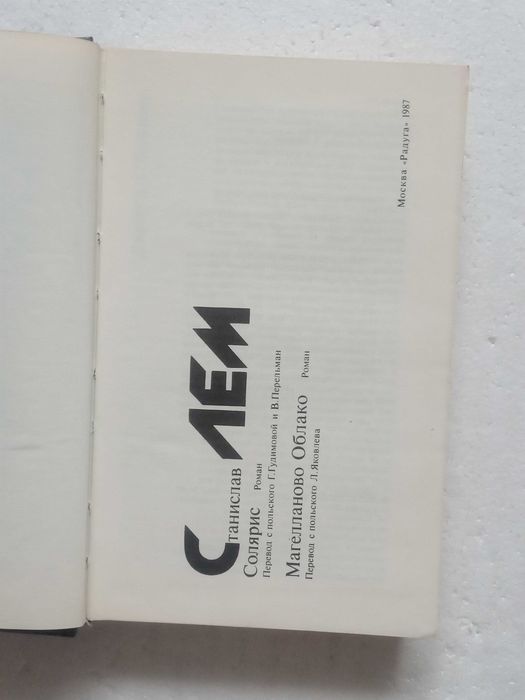 Станислав ЛЕМ
Солярис Роман
Перевод с польского Г.Гудимовой и В.Перельман
Магелланово Облако Роман
Перевод с польского Л.Яковлева
Москва «Радуга» 1987